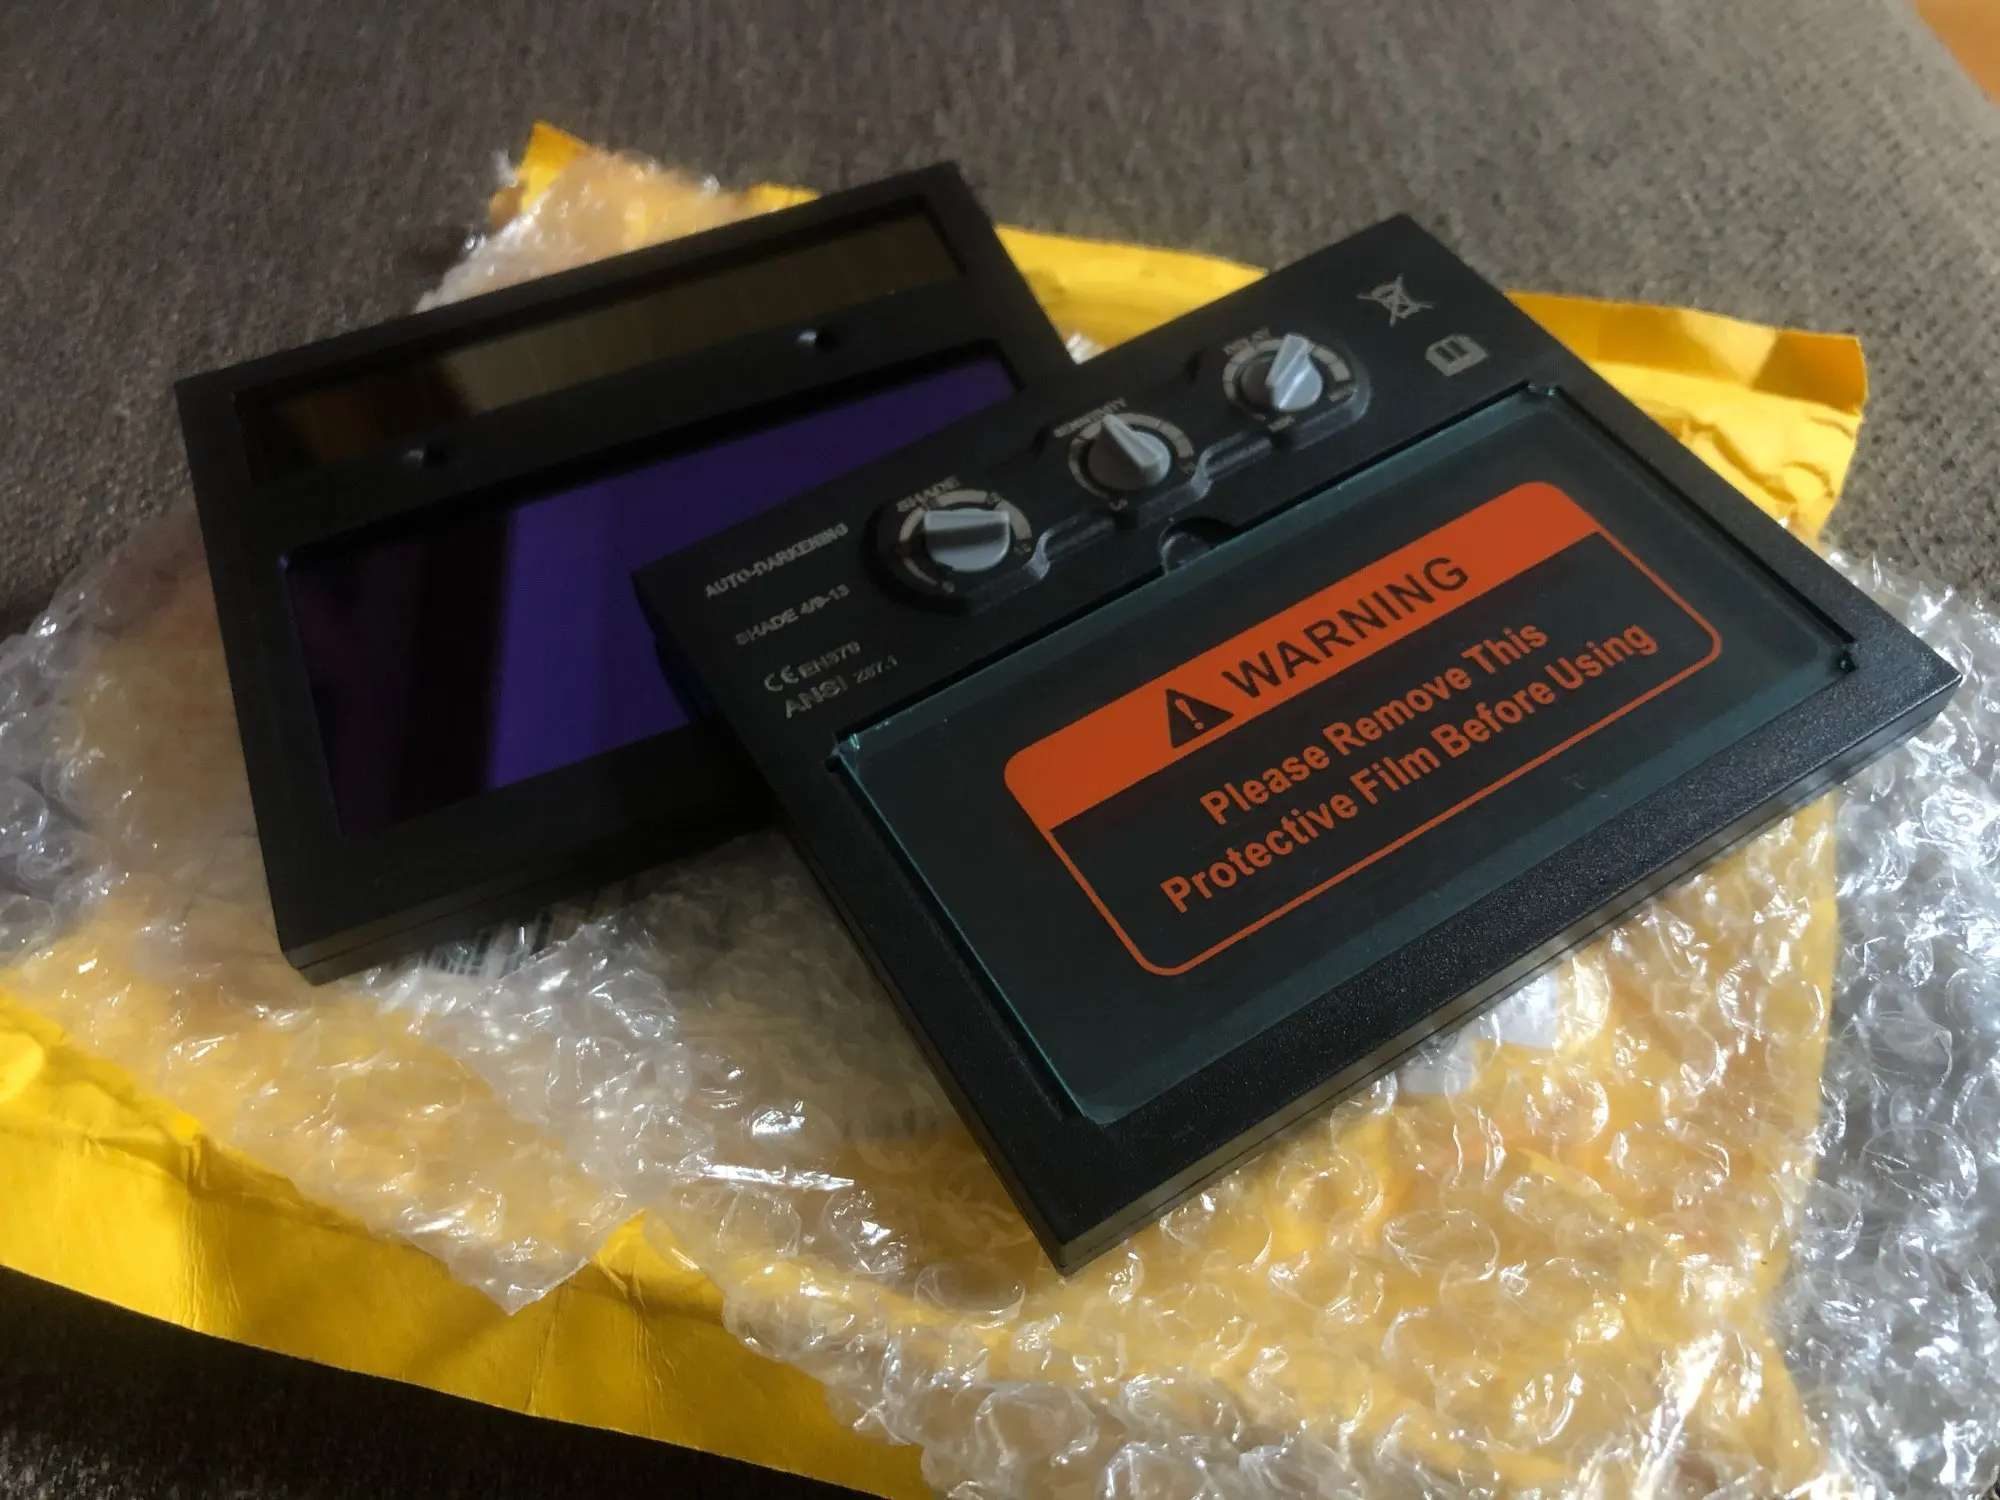 DELAY
SENSITIVITY
SHADE
AUTO-DARKENING
SHADE 4/9-13
CE EN379
ANSI Z87.1
WARNING
Please Remove This
Protective Film Before Using